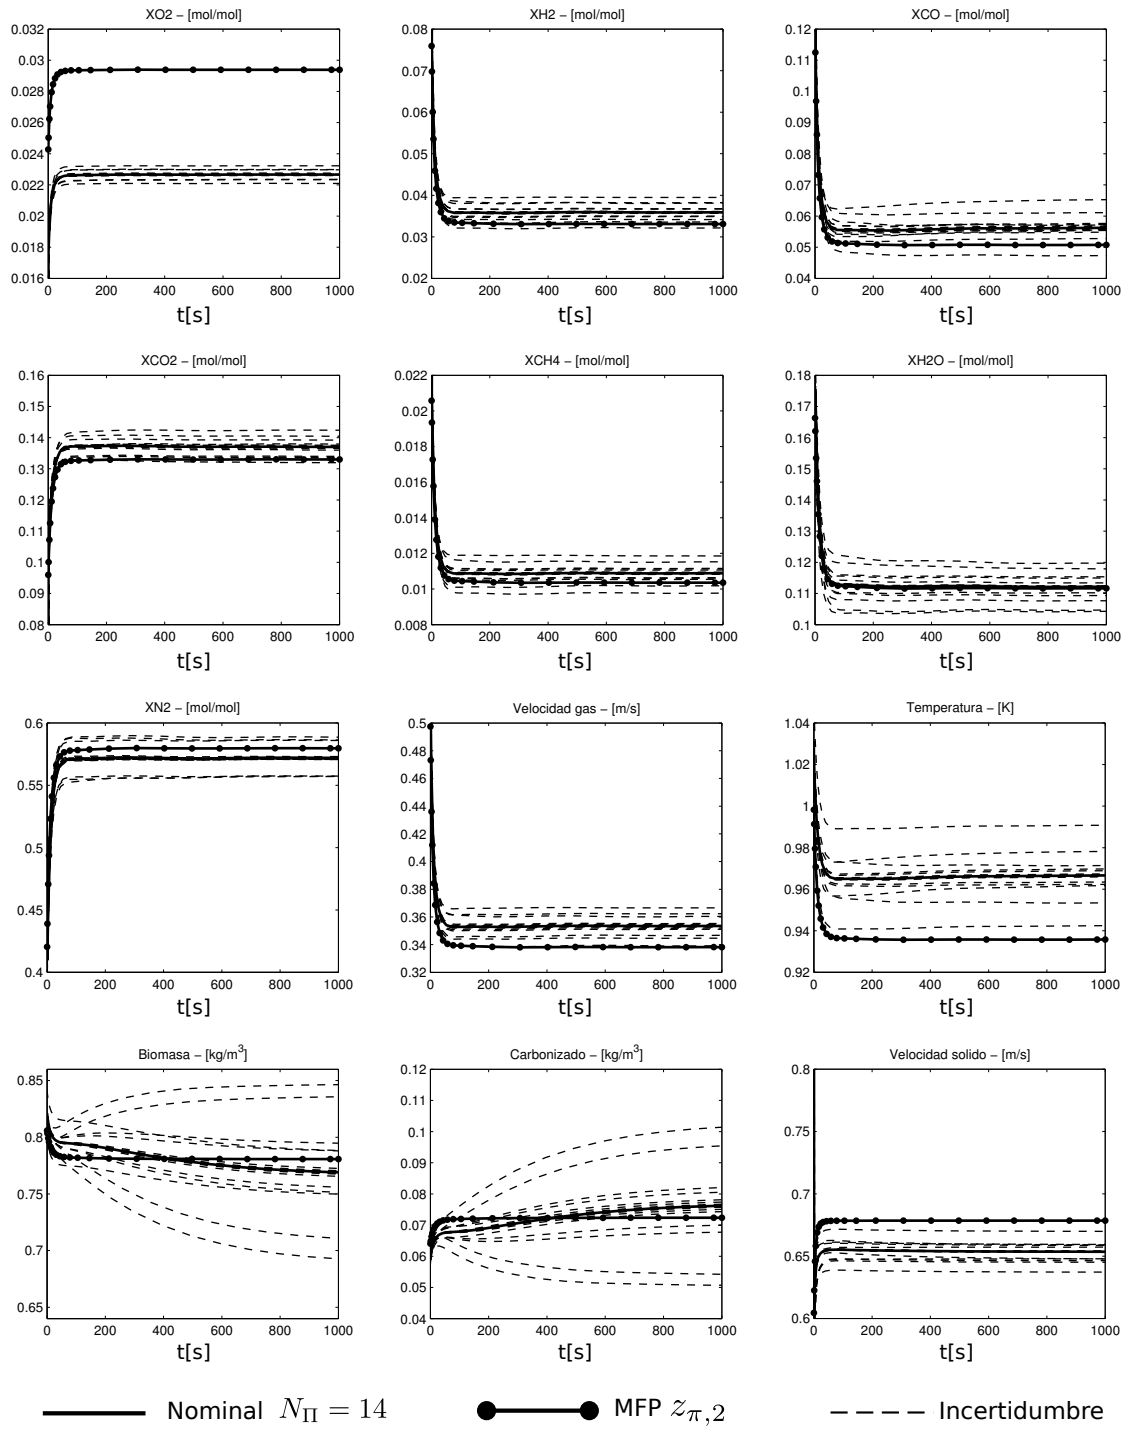 XO2 – [mol/mol]
0.032
0.03
0.028
0.026
0.024
0.022
0.02
0.018
0.016
0 200 400 600 800 1000
t[s]
XH2 – [mol/mol]
0.08
0.07
0.06
0.05
0.04
0.03
0.02
0 200 400 600 800 1000
t[s]
XCO – [mol/mol]
0.12
0.11
0.1
0.09
0.08
0.07
0.06
0.05
0.04
0 200 400 600 800 1000
t[s]
XCO2 – [mol/mol]
0.16
0.15
0.14
0.13
0.12
0.11
0.1
0.09
0.08
0 200 400 600 800 1000
t[s]
XCH4 – [mol/mol]
0.022
0.02
0.018
0.016
0.014
0.012
0.01
0.008
0 200 400 600 800 1000
t[s]
XH2O – [mol/mol]
0.18
0.17
0.16
0.15
0.14
0.13
0.12
0.11
0.1
0 200 400 600 800 1000
t[s]
XN2 – [mol/mol]
0.6
0.55
0.5
0.45
0.4
0 200 400 600 800 1000
t[s]
Velocidad gas – [m/s]
0.5
0.48
0.46
0.44
0.42
0.4
0.38
0.36
0.34
0.32
0 200 400 600 800 1000
t[s]
Temperatura – [K]
1.04
1.02
1
0.98
0.96
0.94
0.92
0 200 400 600 800 1000
t[s]
Biomasa – [kg/m³]
0.85
0.8
0.75
0.7
0.65
0 200 400 600 800 1000
t[s]
Carbonizado – [kg/m³]
0.12
0.11
0.1
0.09
0.08
0.07
0.06
0.05
0.04
0 200 400 600 800 1000
t[s]
Velocidad solido – [m/s]
0.8
0.75
0.7
0.65
0.6
0 200 400 600 800 1000
t[s]
Nominal N_Π = 14 MFP z_π,2 Incertidumbre